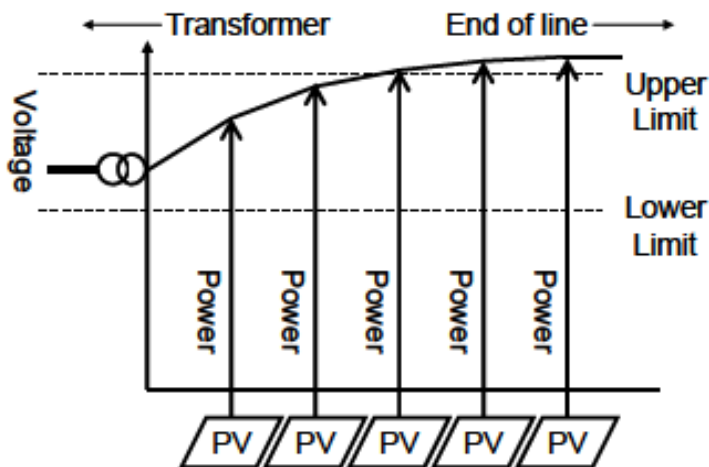 Transformer
End of line
Voltage
Upper
Limit
Lower
Limit
Power
Power
Power
Power
Power
PV
PV
PV
PV
PV